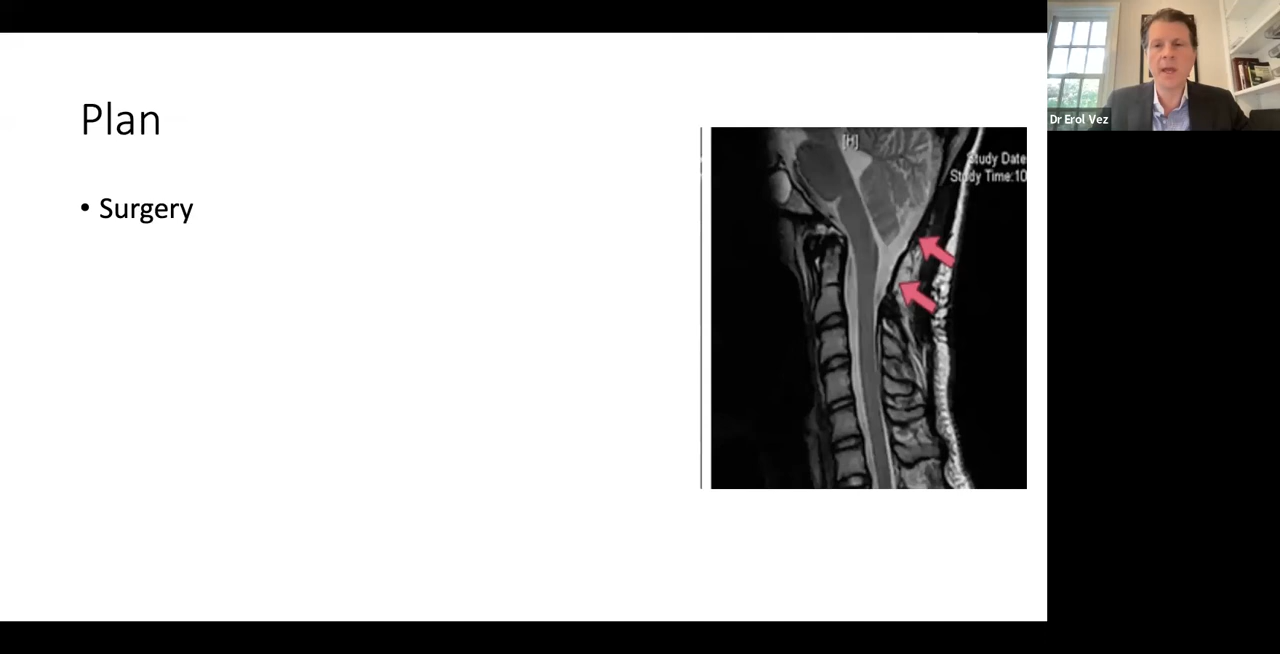 Plan
• Surgery
[H]
Study Date
Study Time:10
Dr Erol Vez